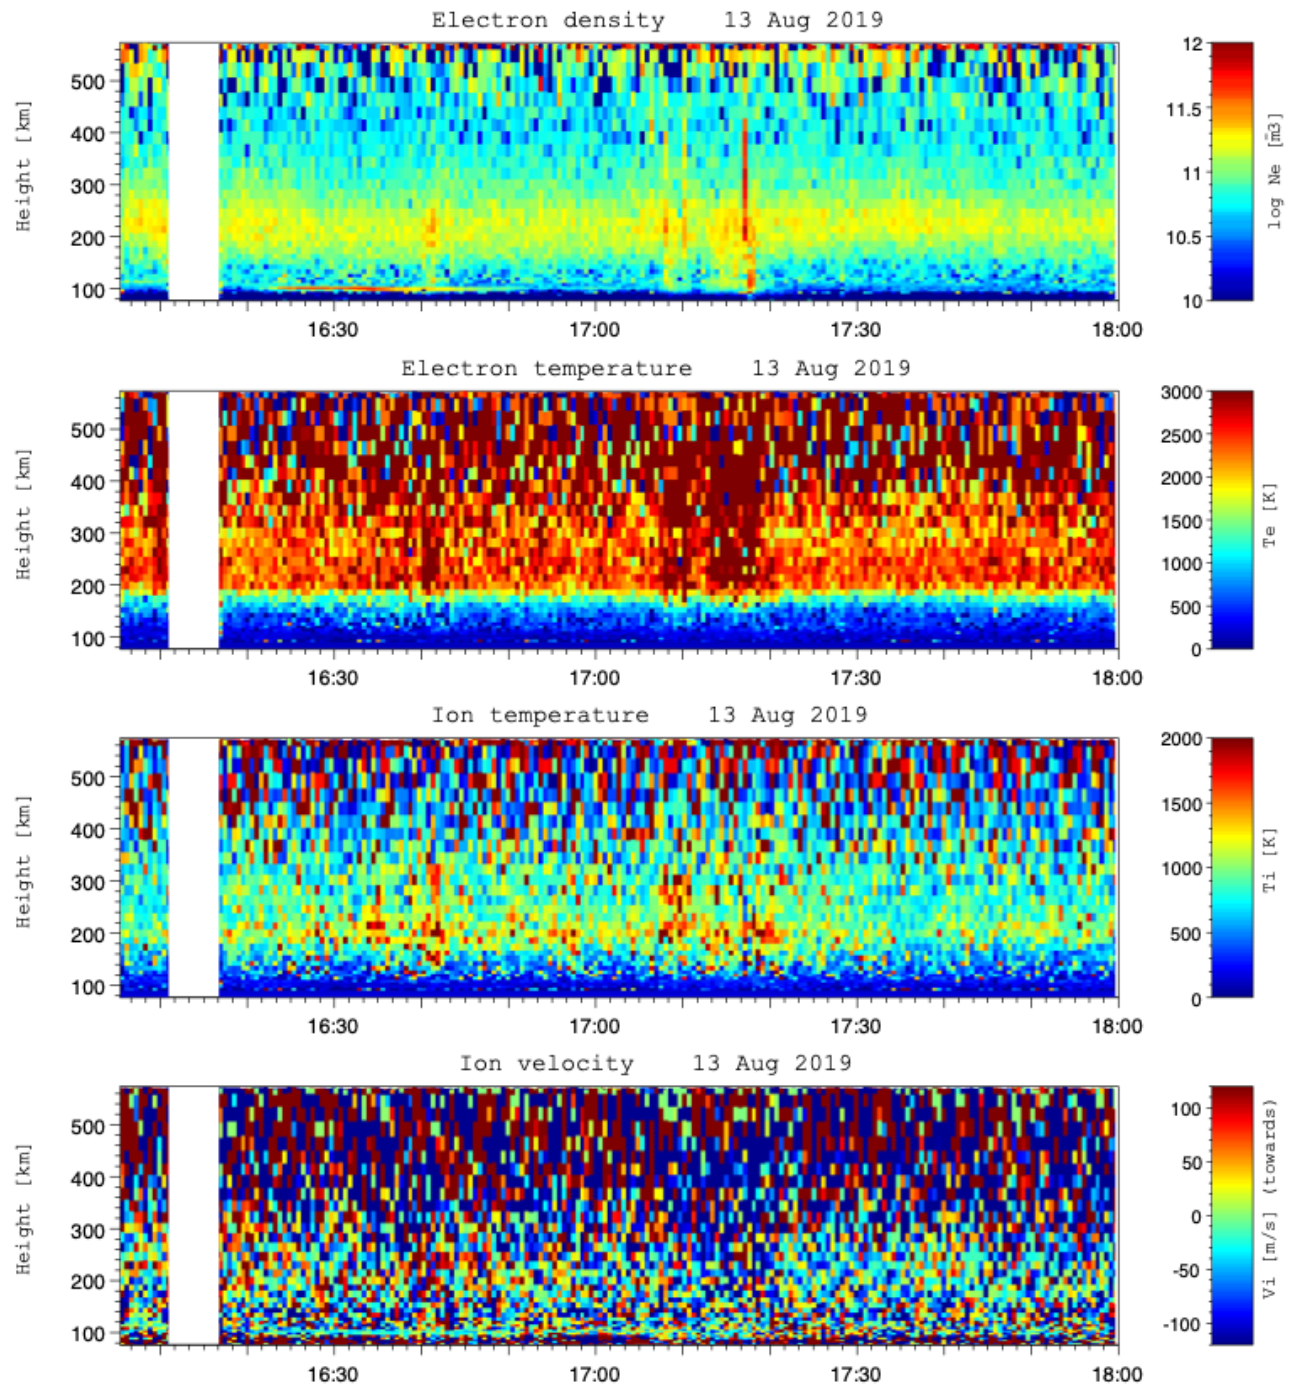 Electron density 13 Aug 2019
Height [km]
500
400
300
200
100
16:30 17:00 17:30 18:00
12
11.5
11
10.5
10
log Ne [m̄3]
Electron temperature 13 Aug 2019
Height [km]
500
400
300
200
100
16:30 17:00 17:30 18:00
3000
2500
2000
1500
1000
500
0
Te [K]
Ion temperature 13 Aug 2019
Height [km]
500
400
300
200
100
16:30 17:00 17:30 18:00
2000
1500
1000
500
0
Ti [K]
Ion velocity 13 Aug 2019
Height [km]
500
400
300
200
100
16:30 17:00 17:30 18:00
100
50
0
-50
-100
Vi [m/s] (towards)